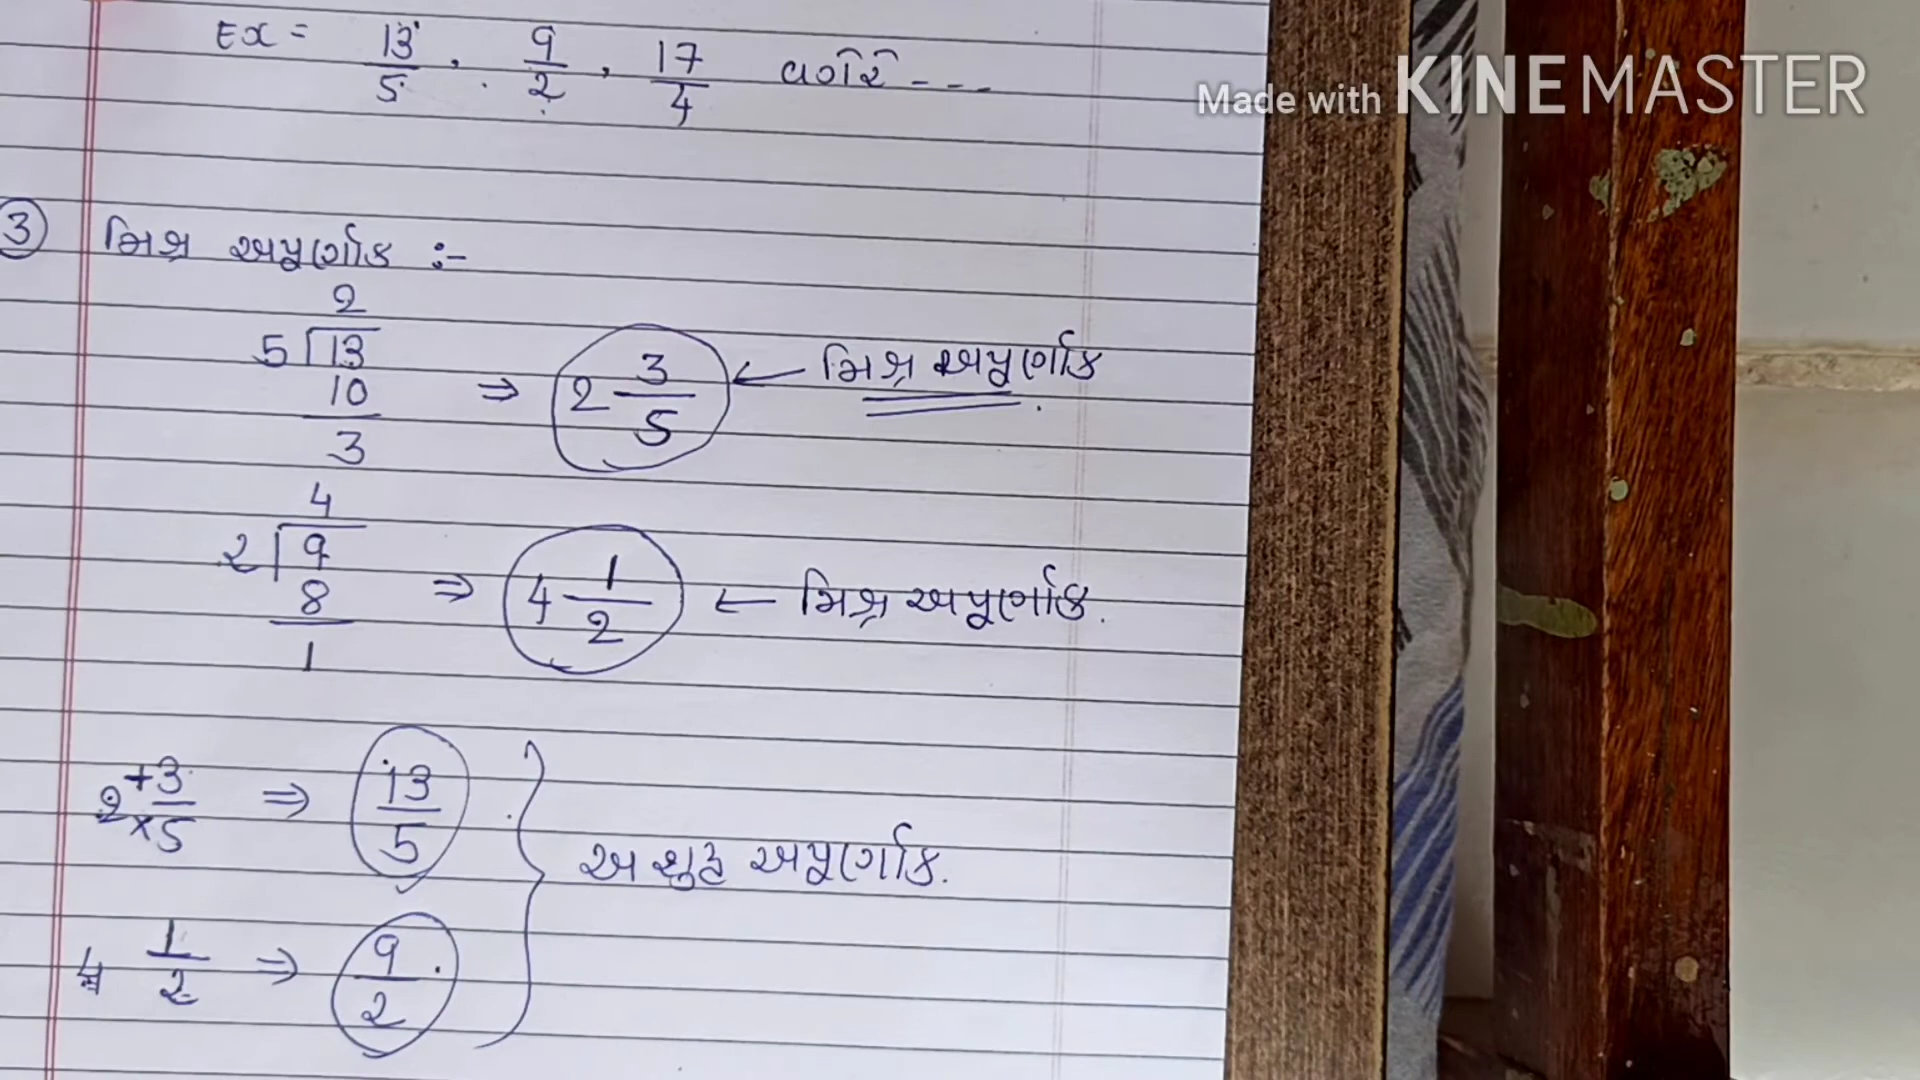 Ex = 13/5 , 9/2 , 17/4 વગેરે ---
Made with KINEMASTER
③ મિશ્ર અપૂર્ણાંક :-
2
5 13
10
3
⇒ 2 3/5 ← મિશ્ર અપૂર્ણાંક.
4
2 9
8
1
⇒ 4 1/2 ← મિશ્ર અપૂર્ણાંક.
2 +3/×5 ⇒ 13/5
અશુદ્ધ અપૂર્ણાંક.
4 1/2 ⇒ 9/2